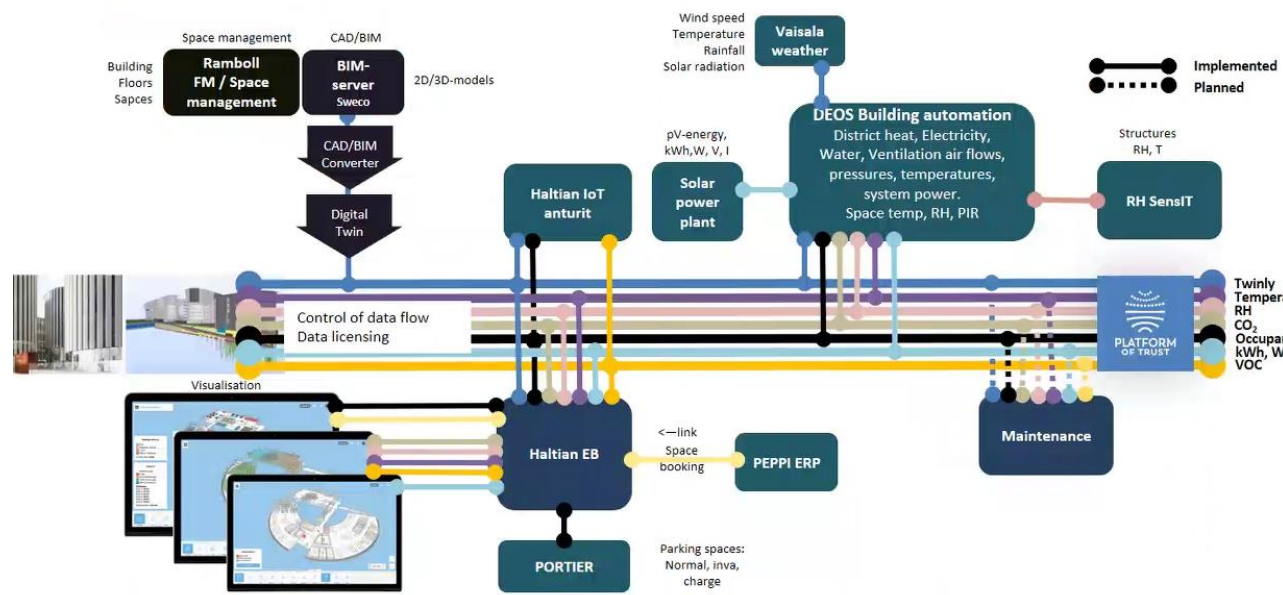 Space management
Building
Floors
Sapces
Ramboll
FM / Space
management
CAD/BIM
BIM-
server
Sweco
2D/3D-models
CAD/BIM
Converter
Digital
Twin
Haltian IoT
anturit
Wind speed
Temperature
Rainfall
Solar radiation
Vaisala
weather
pV-energy,
kWh,W, V, I
Solar
power
plant
DEOS Building automation
District heat, Electricity,
Water, Ventilation air flows,
pressures, temperatures,
system power.
Space temp, RH, PIR
Structures
RH, T
RH SensIT
Implemented
Planned
Control of data flow
Data licensing
PLATFORM
OF TRUST
Twinly
Tempera
RH
CO₂
Occupan
kWh, W
VOC
Visualisation
Haltian EB
<—link
Space
booking
PEPPI ERP
Maintenance
PORTIER
Parking spaces:
Normal, inva,
charge